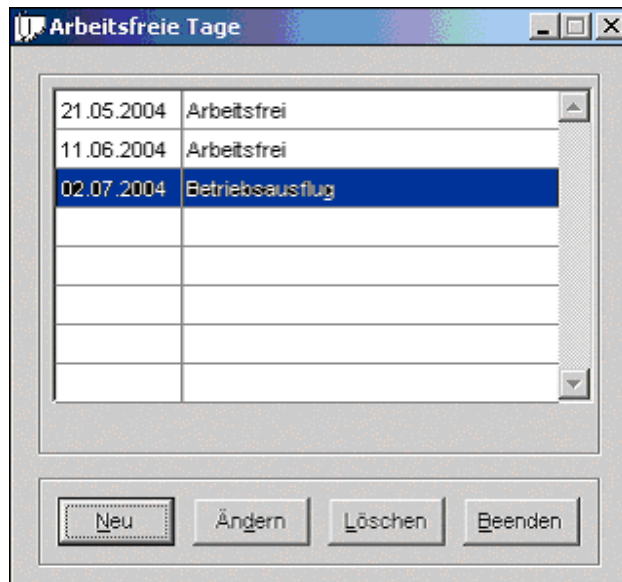 Arbeitsfreie Tage
21.05.2004 Arbeitsfrei
11.06.2004 Arbeitsfrei
02.07.2004 Betriebsausflug
Neu Ändern Löschen Beenden